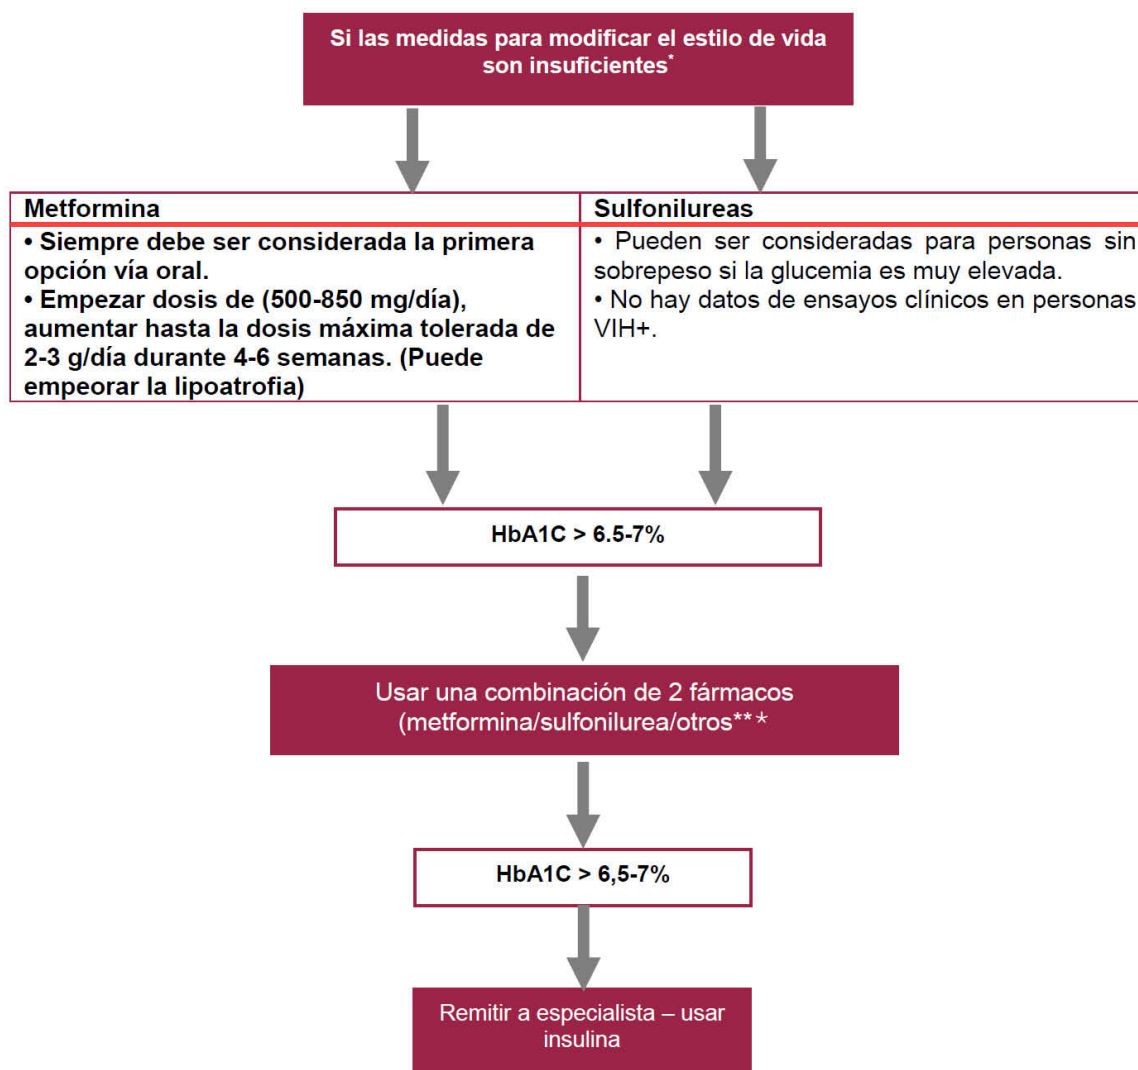 Si las medidas para modificar el estilo de vida
son insuficientes*
Metformina
• Siempre debe ser considerada la primera
opción vía oral.
• Empezar dosis de (500-850 mg/día),
aumentar hasta la dosis máxima tolerada de
2-3 g/día durante 4-6 semanas. (Puede
empeorar la lipoatrofia)
Sulfonilureas
• Pueden ser consideradas para personas sin
sobrepeso si la glucemia es muy elevada.
• No hay datos de ensayos clínicos en personas
VIH+.
HbA1C > 6.5-7%
Usar una combinación de 2 fármacos
(metformina/sulfonilurea/otros***
HbA1C > 6,5-7%
Remitir a especialista – usar
insulina